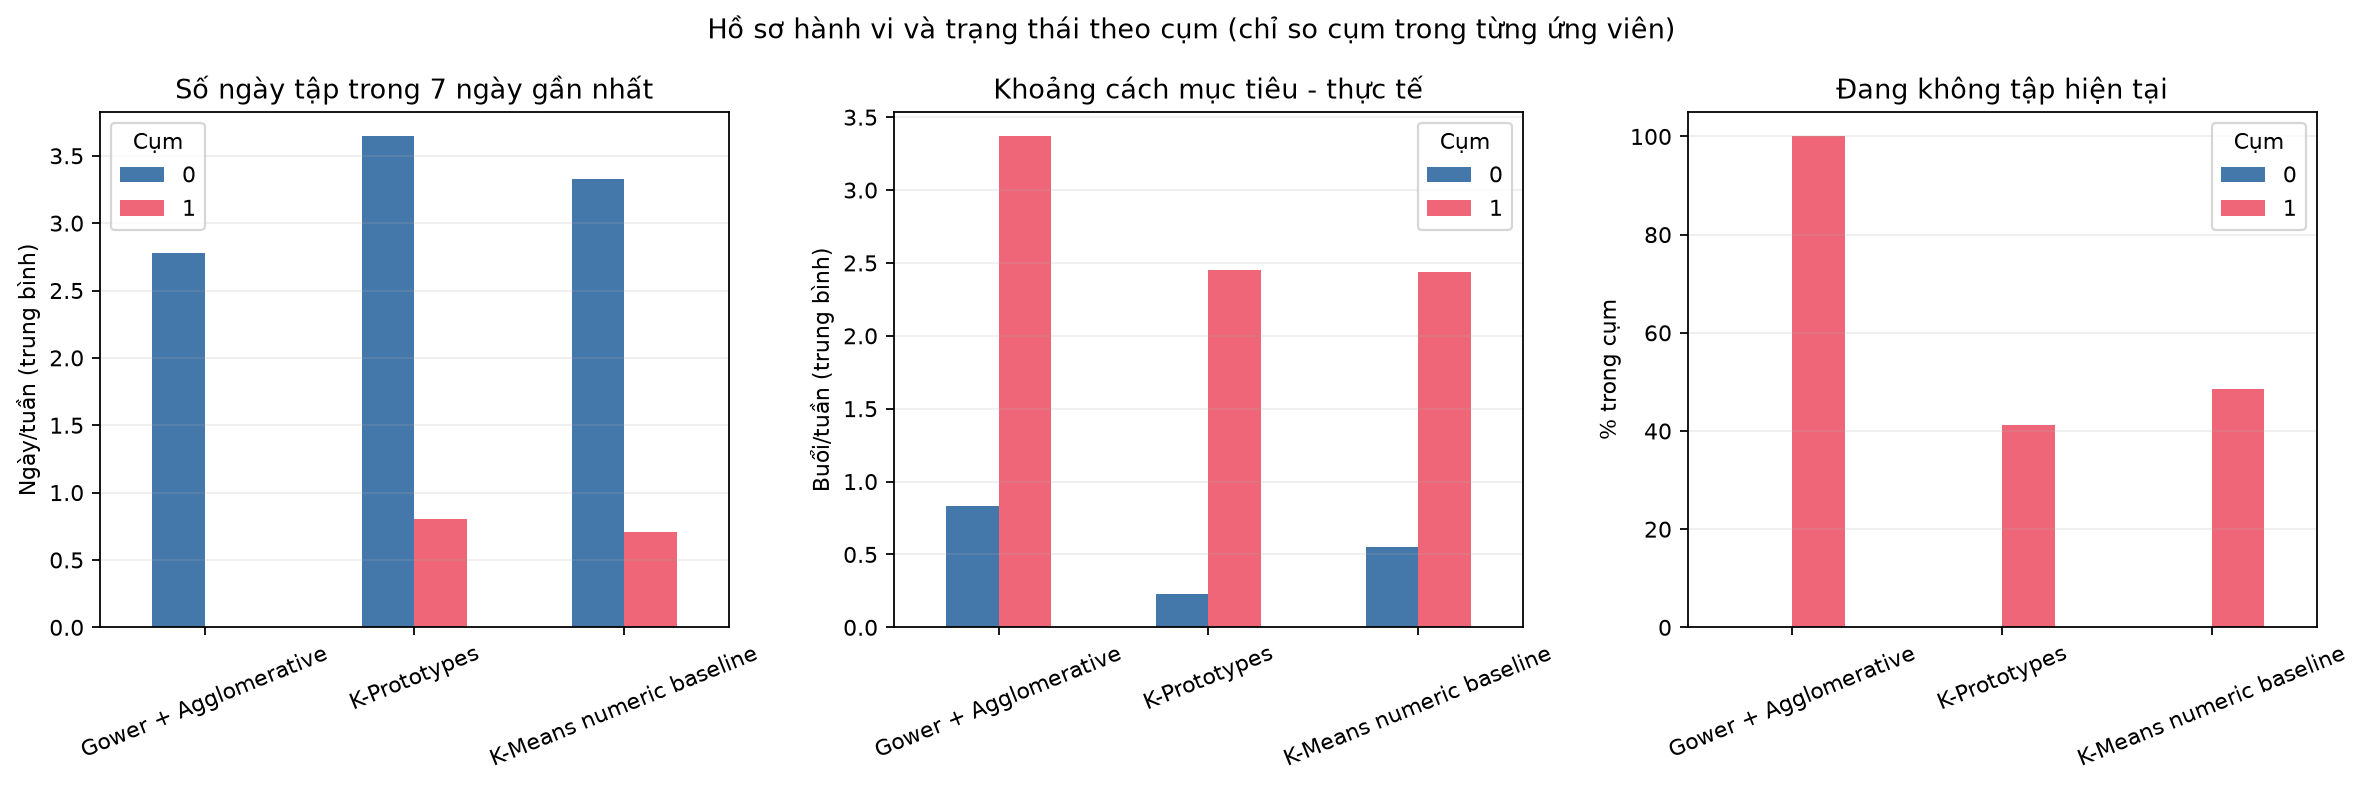 Hồ sơ hành vi và trạng thái theo cụm (chỉ so cụm trong từng ứng viên)
Số ngày tập trong 7 ngày gần nhất
Ngày/tuần (trung bình)
3.5
3.0
2.5
2.0
1.5
1.0
0.5
0.0
Cụm
0
1
Gower + Agglomerative
K-Prototypes
K-Means numeric baseline
Khoảng cách mục tiêu - thực tế
Buổi/tuần (trung bình)
3.5
3.0
2.5
2.0
1.5
1.0
0.5
0.0
Cụm
0
1
Gower + Agglomerative
K-Prototypes
K-Means numeric baseline
Đang không tập hiện tại
% trong cụm
100
80
60
40
20
0
Cụm
0
1
Gower + Agglomerative
K-Prototypes
K-Means numeric baseline